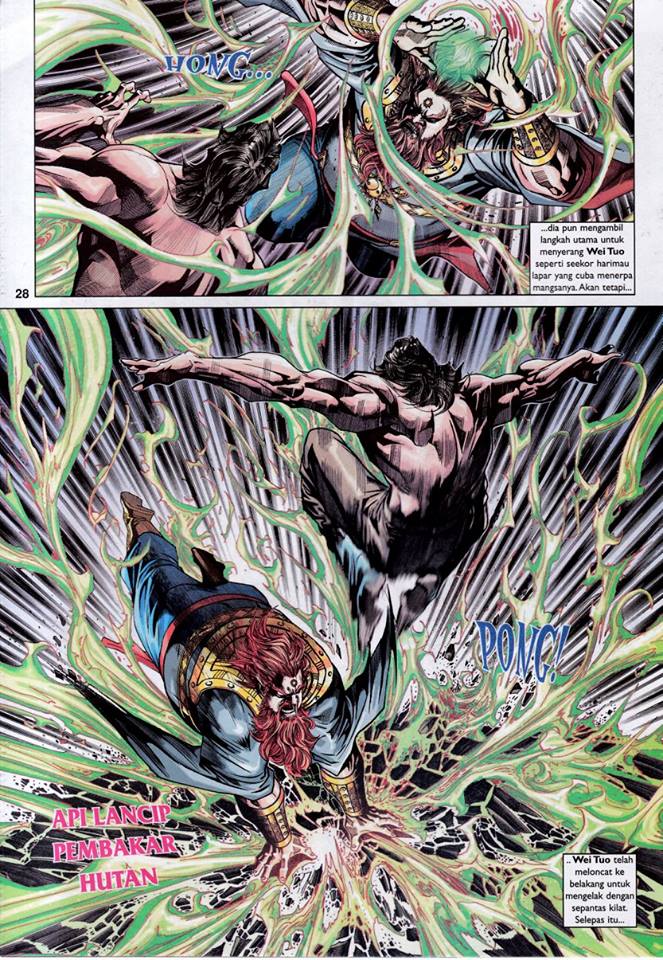 HONG...
...dia pun mengambil
langkah utama untuk
menyerang Wei Tuo
seperti seekor harimau
lapar yang cuba menerpa
mangsanya. Akan tetapi...
28
PONG!
API LANCIP
PEMBAKAR
HUTAN
.. Wei Tuo telah
meloncat ke
belakang untuk
mengelak dengan
sepantas kilat.
Selepas itu...